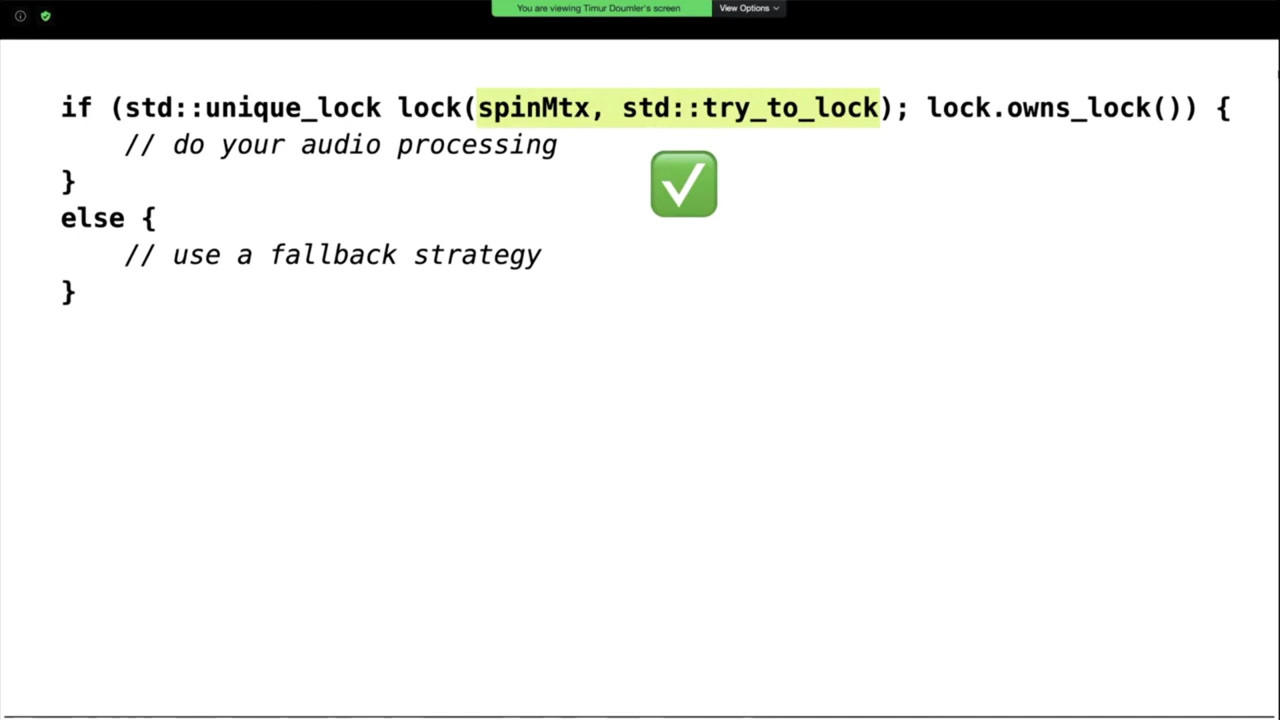 You are viewing Timur Doumler's screen View Options
if (std::unique_lock lock(spinMtx, std::try_to_lock); lock.owns_lock()) {
// do your audio processing
}
else {
// use a fallback strategy
}